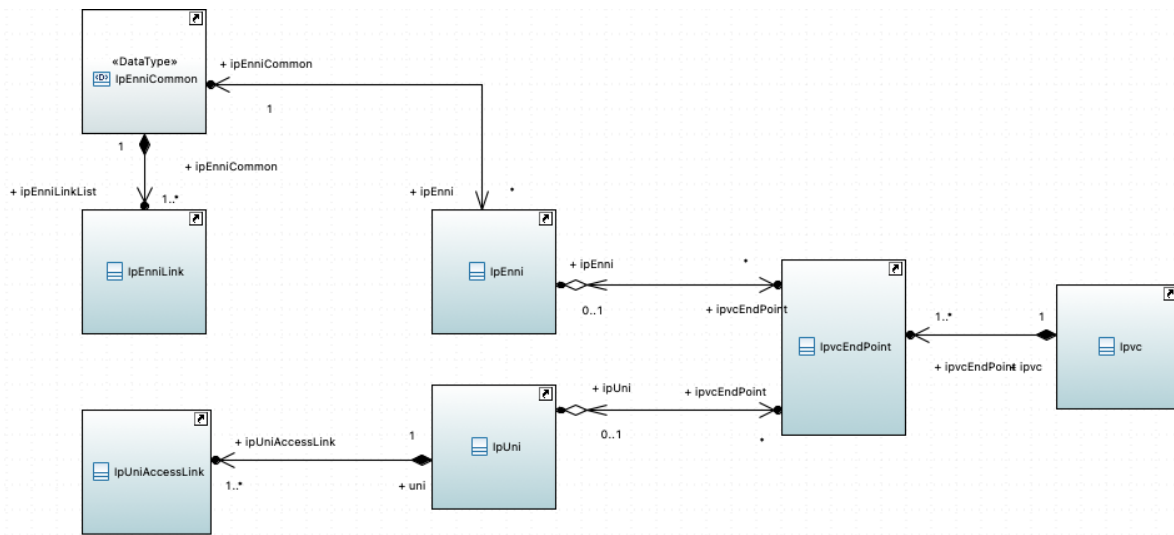 «DataType»
IpEnniCommon
+ ipEnniCommon
1
1
+ ipEnniCommon
+ ipEnniLinkList
1..*
+ ipEnni
*
IpEnniLink
IpEnni
+ ipEnni
*
0..1
+ ipvcEndPoint
IpvcEndPoint
1..*
1
+ ipvcEndPoint
+ ipvc
Ipvc
+ ipUni
+ ipvcEndPoint
0..1
*
IpUni
1
+ ipUniAccessLink
1..*
+ uni
IpUniAccessLink